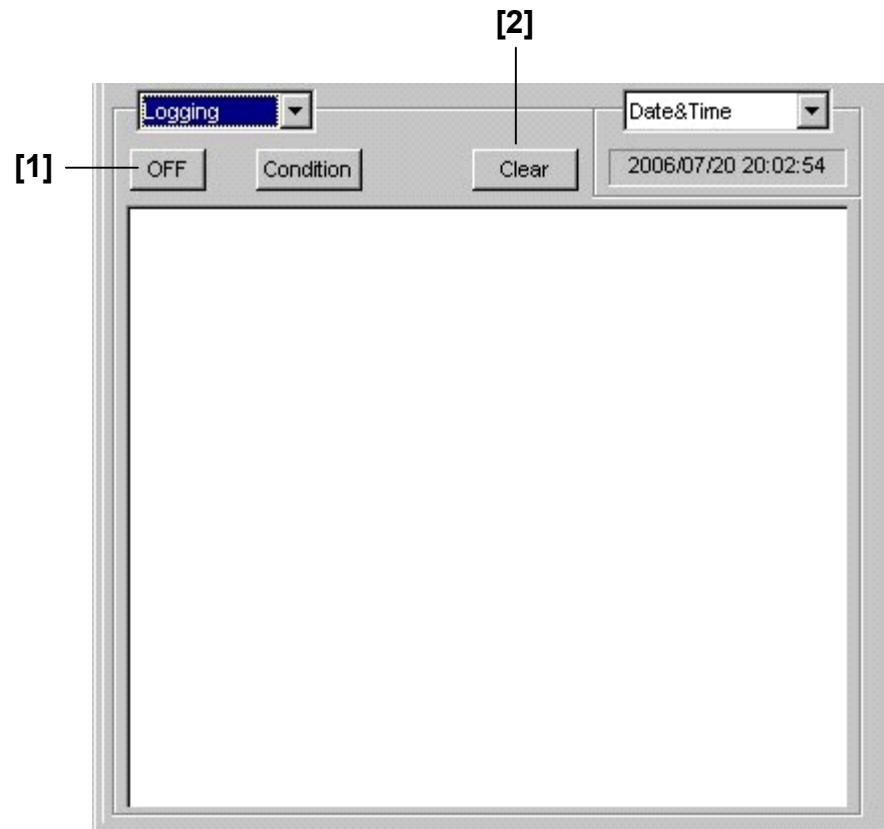 [2]
Logging
Date&Time
[1]
OFF
Condition
Clear
2006/07/20 20:02:54